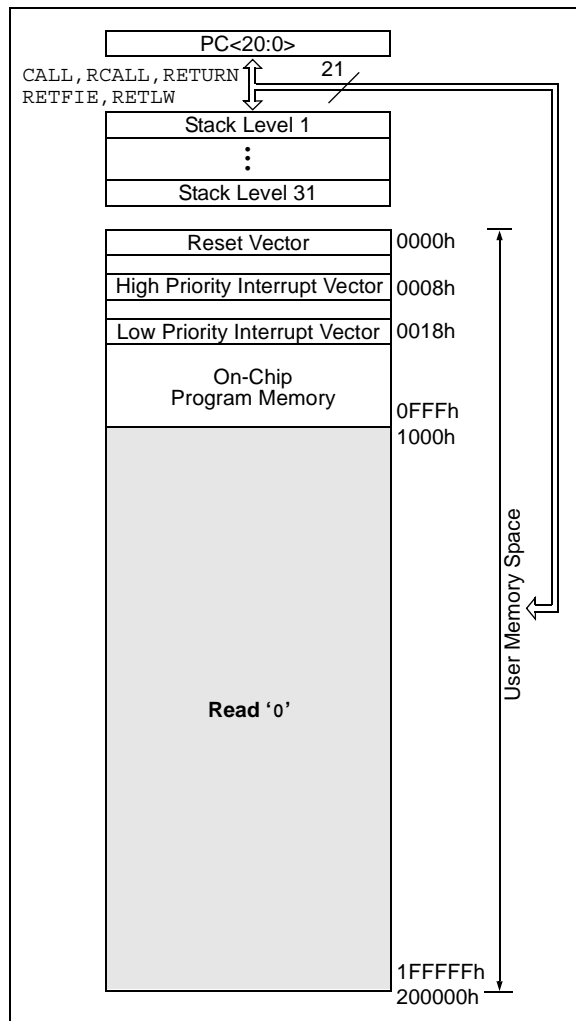 PC<20:0>
CALL,RCALL,RETURN
RETFIE,RETLW
21
Stack Level 1
Stack Level 31
Reset Vector
0000h
High Priority Interrupt Vector
0008h
Low Priority Interrupt Vector
0018h
On-Chip
Program Memory
0FFFh
1000h
User Memory Space
Read ‘0’
1FFFFFh
200000h